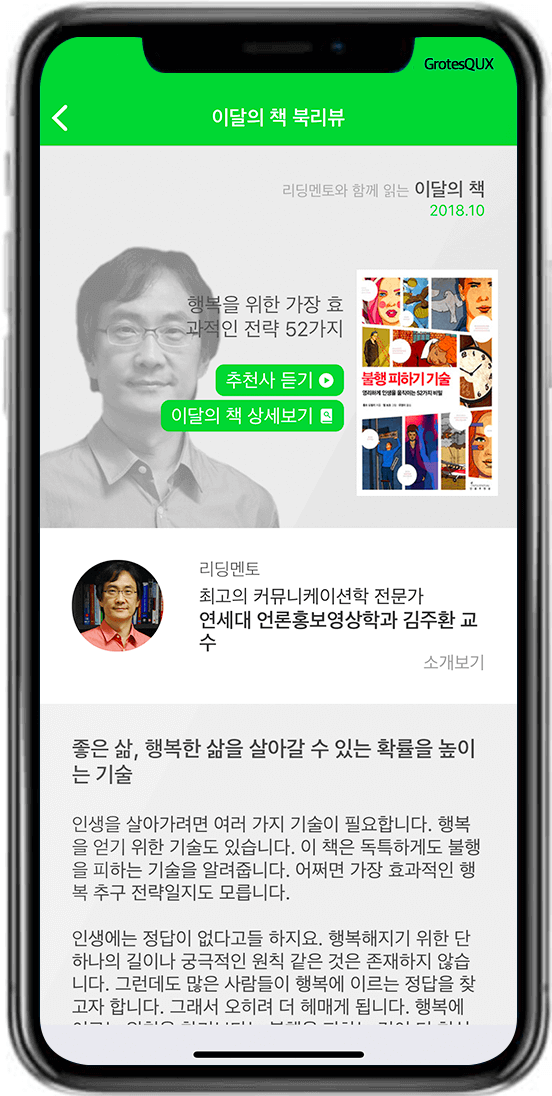 GrotesQUX
이달의 책 북리뷰
리딩멘토와 함께 읽는 이달의 책
2018.10
행복을 위한 가장 효
과적인 전략 52가지
추천사 듣기
이달의 책 상세보기
불행 피하기 기술
영리하게 인생을 움직이는 52가지 비밀
리딩멘토
최고의 커뮤니케이션학 전문가
연세대 언론홍보영상학과 김주환 교
수
소개보기
좋은 삶, 행복한 삶을 살아갈 수 있는 확률을 높이
는 기술
인생을 살아가려면 여러 가지 기술이 필요합니다. 행복
을 얻기 위한 기술도 있습니다. 이 책은 독특하게도 불행
을 피하는 기술을 알려줍니다. 어쩌면 가장 효과적인 행
복 추구 전략일지도 모릅니다.
인생에는 정답이 없다고들 하지요. 행복해지기 위한 단
하나의 길이나 궁극적인 원칙 같은 것은 존재하지 않습
니다. 그런데도 많은 사람들이 행복에 이르는 정답을 찾
고자 합니다. 그래서 오히려 더 헤매게 됩니다. 행복에